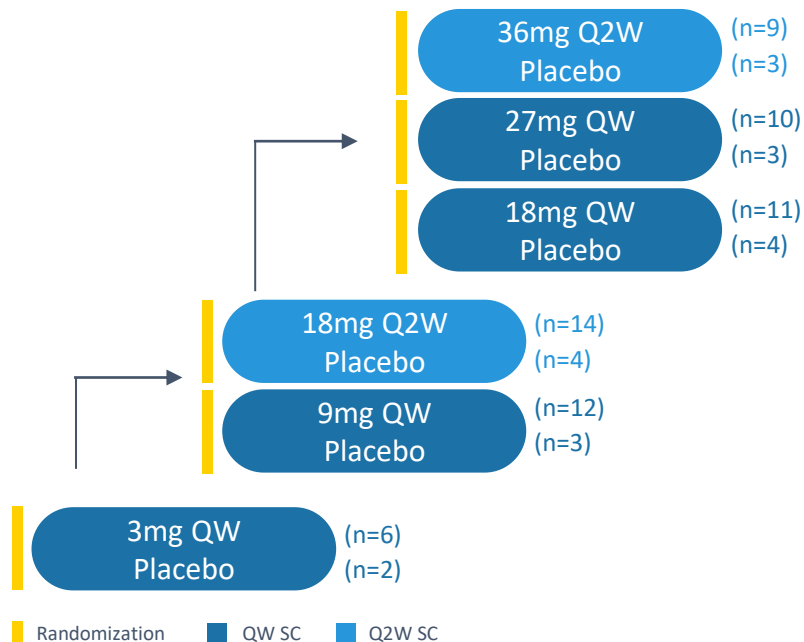 36mg Q2W (n=9)
Placebo (n=3)
27mg QW (n=10)
Placebo (n=3)
18mg QW (n=11)
Placebo (n=4)
18mg Q2W (n=14)
Placebo (n=4)
9mg QW (n=12)
Placebo (n=3)
3mg QW (n=6)
Placebo (n=2)
Randomization QW SC Q2W SC